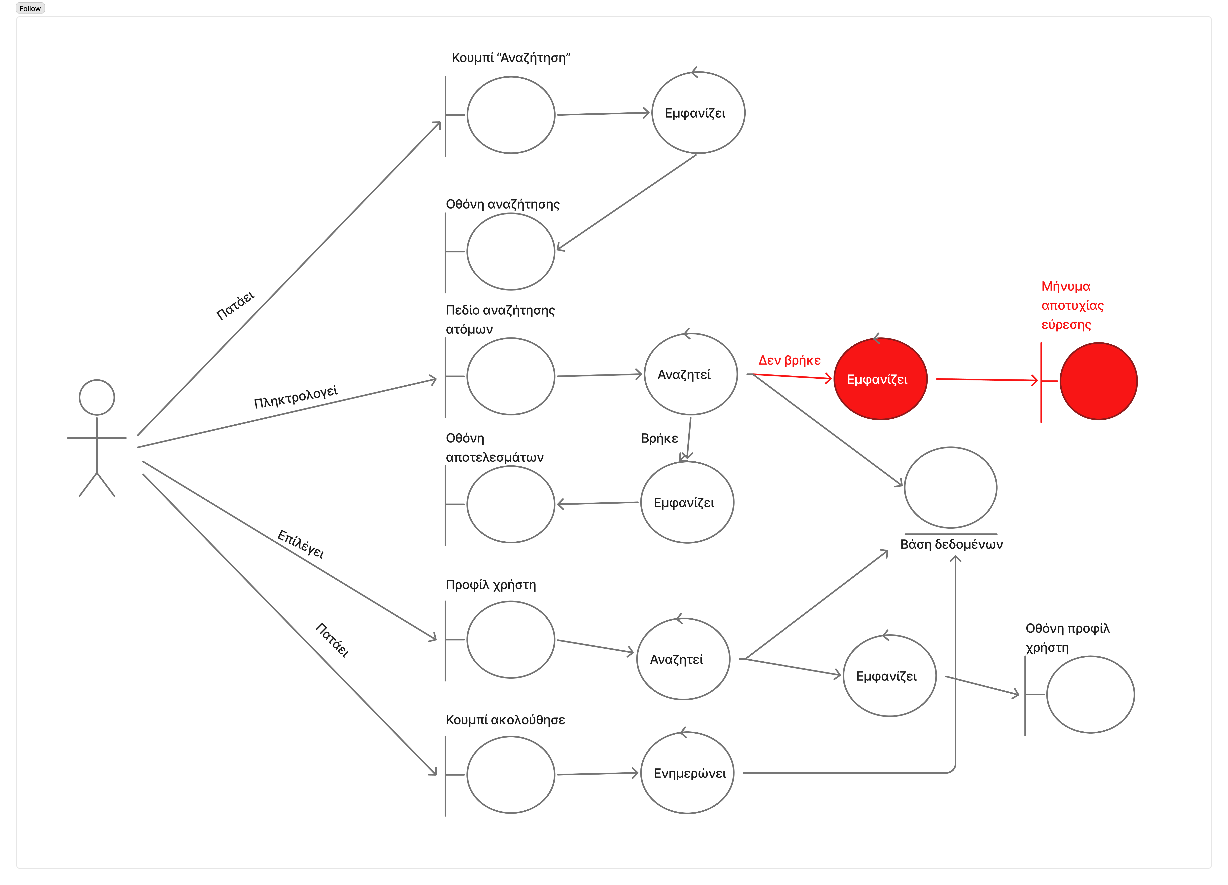 Follow
Κουμπί “Αναζήτηση”
Εμφανίζει
Οθόνη αναζήτησης
Πατάει
Πεδίο αναζήτησης
ατόμων
Μήνυμα
αποτυχίας
εύρεσης
Δεν βρήκε
Αναζητεί
Εμφανίζει
Πληκτρολογεί
Οθόνη
αποτελεσμάτων
Βρήκε
Εμφανίζει
Βάση δεδομένων
Επιλέγει
Προφίλ χρήστη
Αναζητεί
Εμφανίζει
Οθόνη προφίλ
χρήστη
Πατάει
Κουμπί ακολούθησε
Ενημερώνει